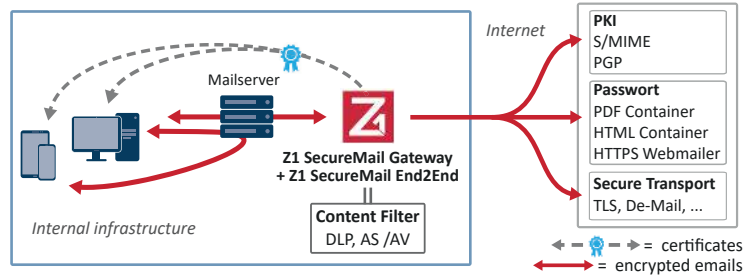 Internet
Mailserver
Z1
Z1 SecureMail Gateway
+ Z1 SecureMail End2End
Content Filter
DLP, AS /AV
Internal infrastructure
PKI
S/MIME
PGP
Passwort
PDF Container
HTML Container
HTTPS Webmailer
Secure Transport
TLS, De-Mail, ...
= certificates
= encrypted emails